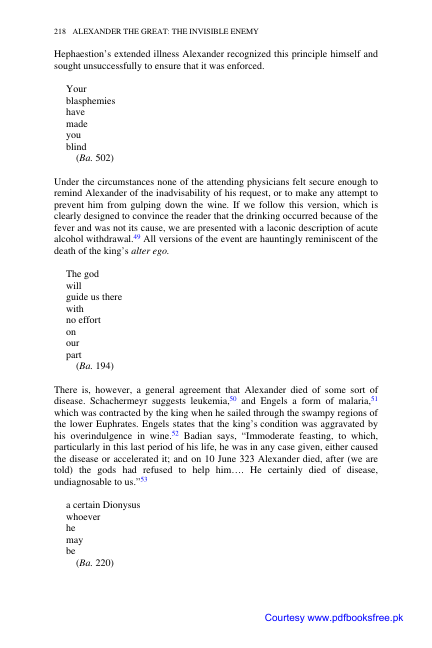 218 ALEXANDER THE GREAT: THE INVISIBLE ENEMY
Hephaestion’s extended illness Alexander recognized this principle himself and
sought unsuccessfully to ensure that it was enforced.
Your
blasphemies
have
made
you
blind
(Ba. 502)
Under the circumstances none of the attending physicians felt secure enough to
remind Alexander of the inadvisability of his request, or to make any attempt to
prevent him from gulping down the wine. If we follow this version, which is
clearly designed to convince the reader that the drinking occurred because of the
fever and was not its cause, we are presented with a laconic description of acute
alcohol withdrawal.49 All versions of the event are hauntingly reminiscent of the
death of the king’s alter ego.
The god
will
guide us there
with
no effort
on
our
part
(Ba. 194)
There is, however, a general agreement that Alexander died of some sort of
disease. Schachermeyr suggests leukemia,50 and Engels a form of malaria,51
which was contracted by the king when he sailed through the swampy regions of
the lower Euphrates. Engels states that the king’s condition was aggravated by
his overindulgence in wine.52 Badian says, “Immoderate feasting, to which,
particularly in this last period of his life, he was in any case given, either caused
the disease or accelerated it; and on 10 June 323 Alexander died, after (we are
told) the gods had refused to help him…. He certainly died of disease,
undiagnosable to us.”53
a certain Dionysus
whoever
he
may
be
(Ba. 220)
Courtesy www.pdfbooksfree.pk